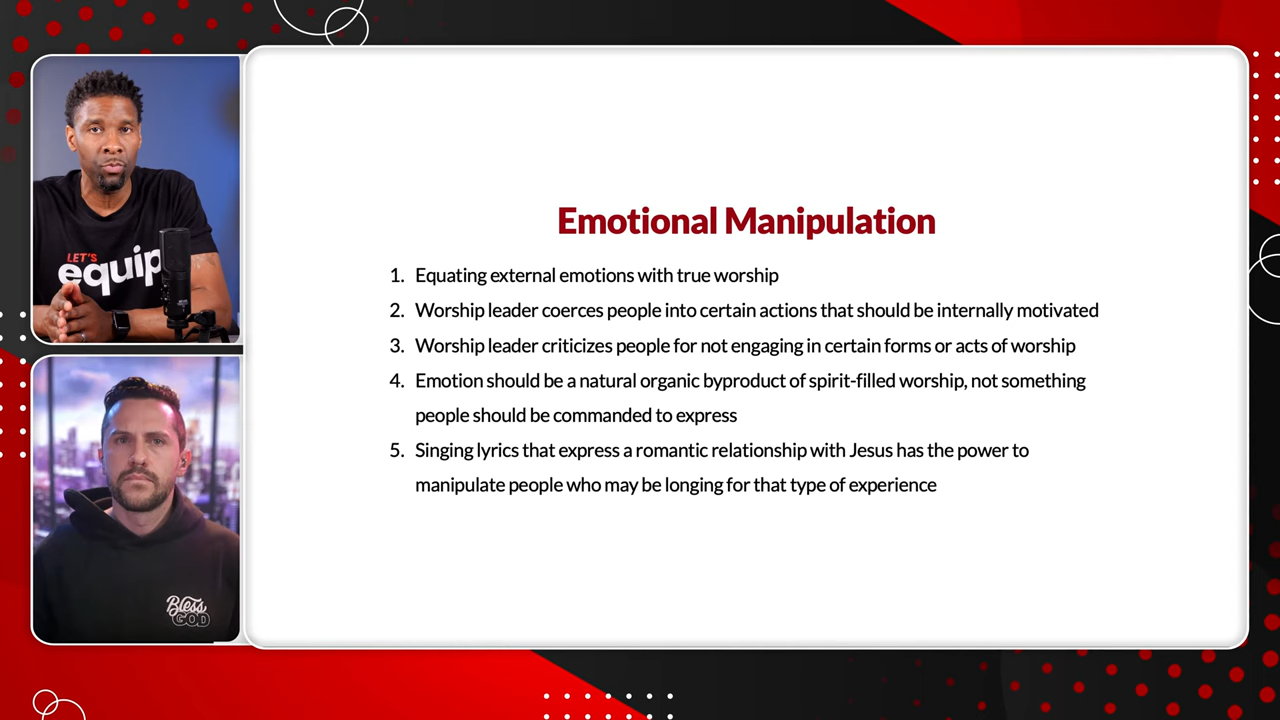 Emotional Manipulation
1. Equating external emotions with true worship
2. Worship leader coerces people into certain actions that should be internally motivated
3. Worship leader criticizes people for not engaging in certain forms or acts of worship
4. Emotion should be a natural organic byproduct of spirit-filled worship, not something
people should be commanded to express
5. Singing lyrics that express a romantic relationship with Jesus has the power to
manipulate people who may be longing for that type of experience
LET'S
equip
Bless
GOD